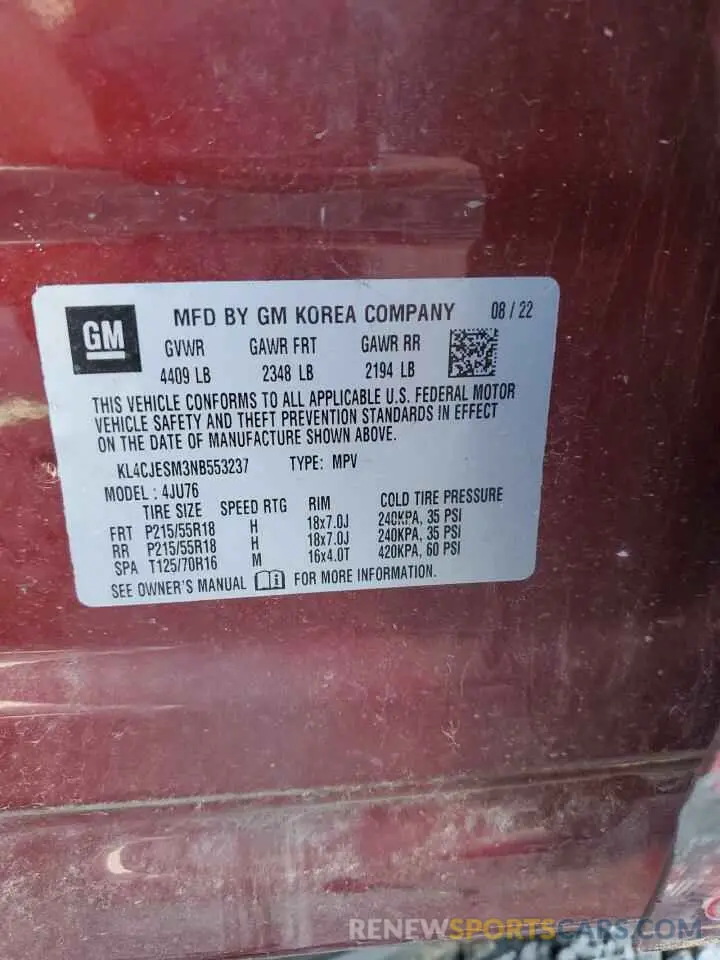 GM
MFD BY GM KOREA COMPANY 08 / 22
GVWR GAWR FRT GAWR RR
4409 LB 2348 LB 2194 LB
THIS VEHICLE CONFORMS TO ALL APPLICABLE U.S. FEDERAL MOTOR
VEHICLE SAFETY AND THEFT PREVENTION STANDARDS IN EFFECT
ON THE DATE OF MANUFACTURE SHOWN ABOVE.
KL4CJESM3NB553237 TYPE: MPV
MODEL : 4JU76
TIRE SIZE SPEED RTG RIM COLD TIRE PRESSURE
FRT P215/55R18 H 18x7.0J 240KPA, 35 PSI
RR P215/55R18 H 18x7.0J 240KPA, 35 PSI
SPA T125/70R16 M 16x4.0T 420KPA, 60 PSI
SEE OWNER'S MANUAL FOR MORE INFORMATION.
RENEWSPORTSCARS.COM